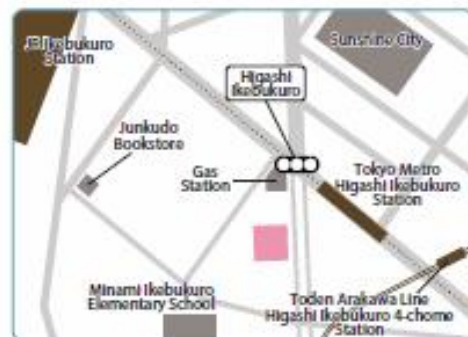 JR Ikebukuro
Station
Sunshine City
Higashi
Ikebukuro
Junkudo
Bookstore
Gas
Station
Tokyo Metro
Higashi Ikebukuro
Station
Minami Ikebukuro
Elementary School
Toden Arakawa Line
Higashi Ikebukuro 4-chome
Station